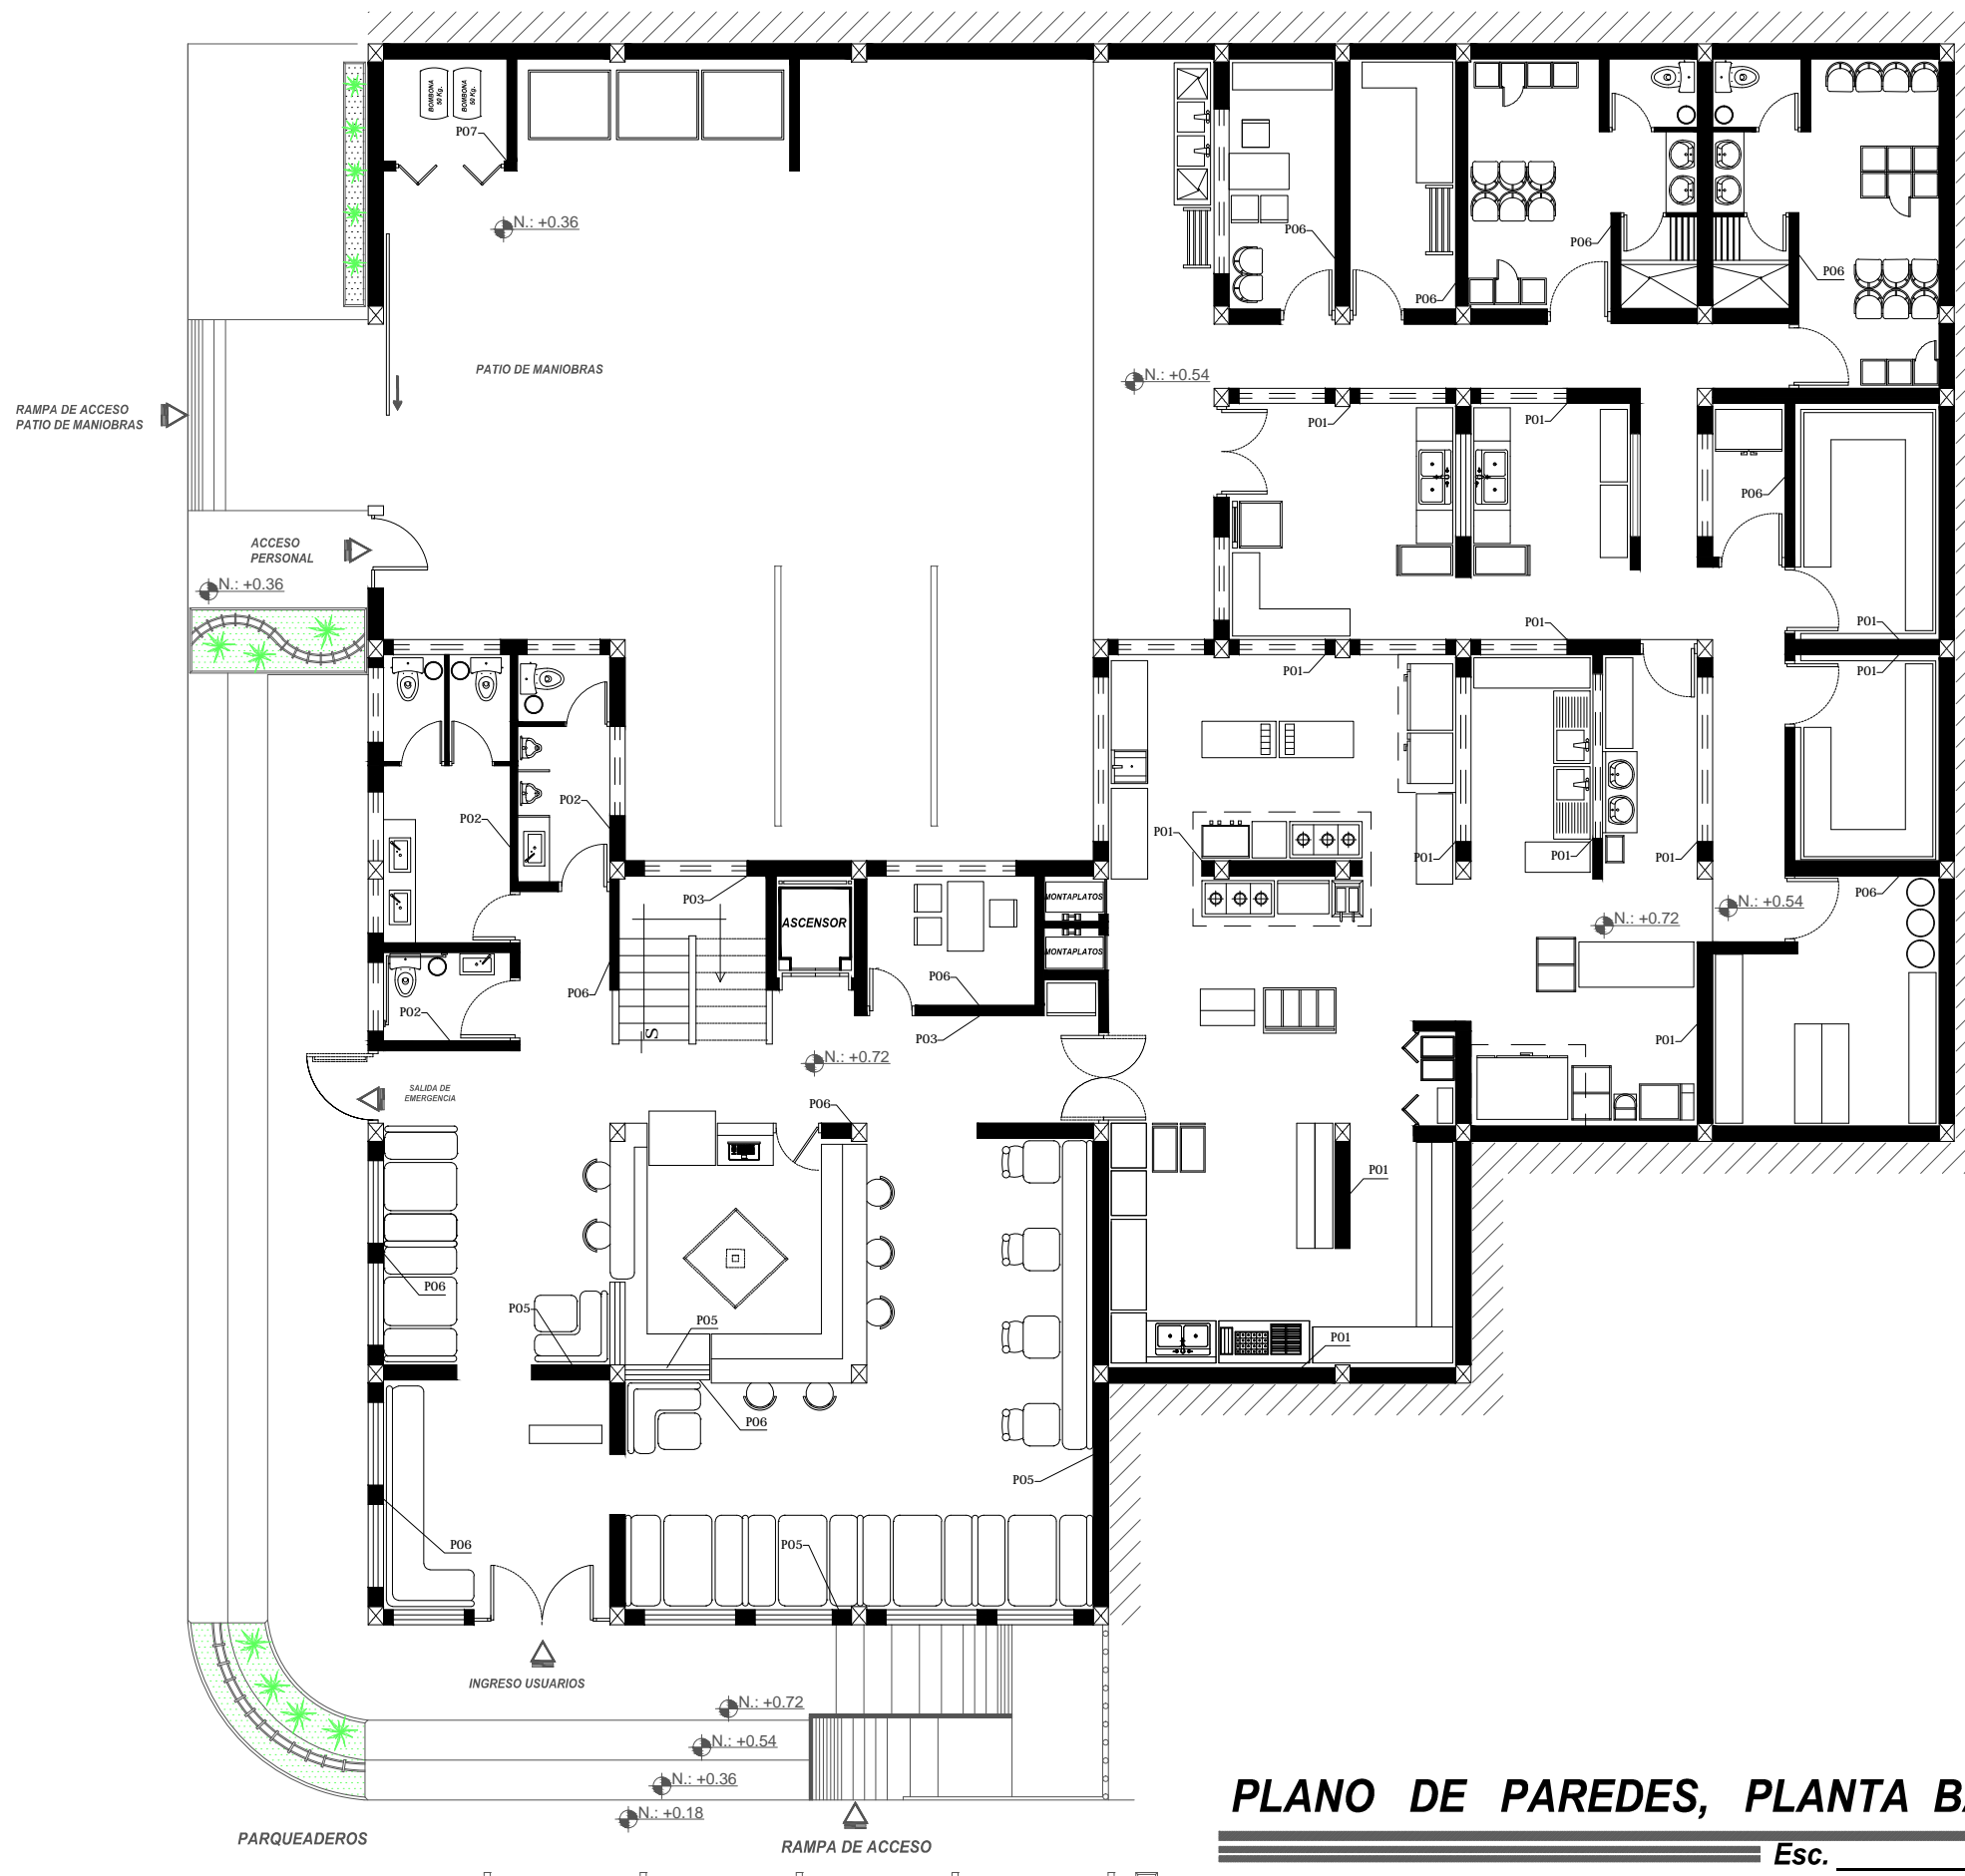 BOMBONA
50 Kg.
BOMBONA
50 Kg.
P07
N.: +0.36
P06
P06
P06
P06
PATIO DE MANIOBRAS
N.: +0.54
RAMPA DE ACCESO
PATIO DE MANIOBRAS
P01
P01
P06
ACCESO
PERSONAL
N.: +0.36
P01
P01
P01
P01
P02
P02
P01
P01
P01
P01
P03
MONTAPLATOS
P06
ASCENSOR
N.: +0.54
N.: +0.72
MONTAPLATOS
P06
P06
P02
S
P03
P01
N.: +0.72
SALIDA DE
EMERGENCIA
P06
P01
P06
P05
P05
P01
P06
P05
P06
P05
INGRESO USUARIOS
N.: +0.72
N.: +0.54
N.: +0.36
N.: +0.18
PARQUEADEROS
RAMPA DE ACCESO
PLANO DE PAREDES, PLANTA BA
Esc.